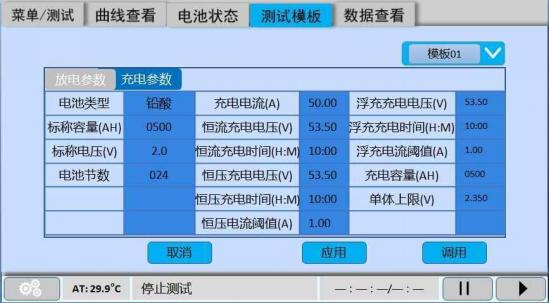 菜单/测试 曲线查看 电池状态 测试模板 数据查看
模板01
放电参数 充电参数
电池类型 铅酸 充电电流(A) 50.00 浮充充电电压(V) 53.50
标称容量(AH) 0500 恒流充电电压(V) 53.50 浮充充电时间(H:M) 10:00
标称电压(V) 2.0 恒流充电时间(H:M) 10:00 浮充电流阈值(A) 1.00
电池节数 024 恒压充电电压(V) 53.50 充电容量(AH) 0500
恒压充电时间(H:M) 10:00 单体上限(V) 2.350
恒压电流阈值(A) 1.00
取消 应用 调用
AT: 29.9°C 停止测试 —:—:—/—:—